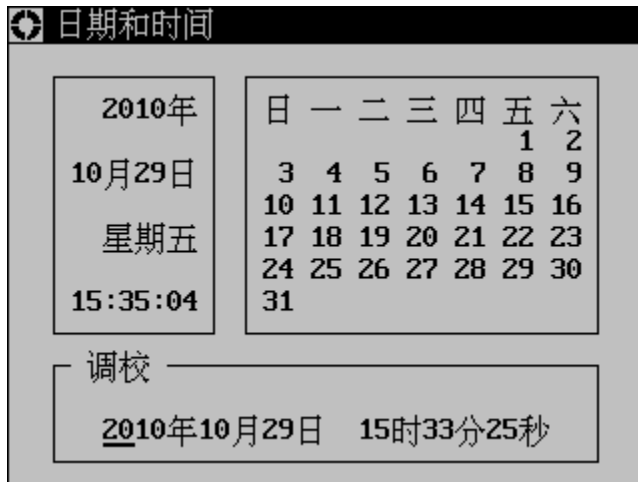 日期和时间
2010年
10月29日
星期五
15:35:04
日 一 二 三 四 五 六
1 2
3 4 5 6 7 8 9
10 11 12 13 14 15 16
17 18 19 20 21 22 23
24 25 26 27 28 29 30
31
调校
2010年10月29日 15时33分25秒